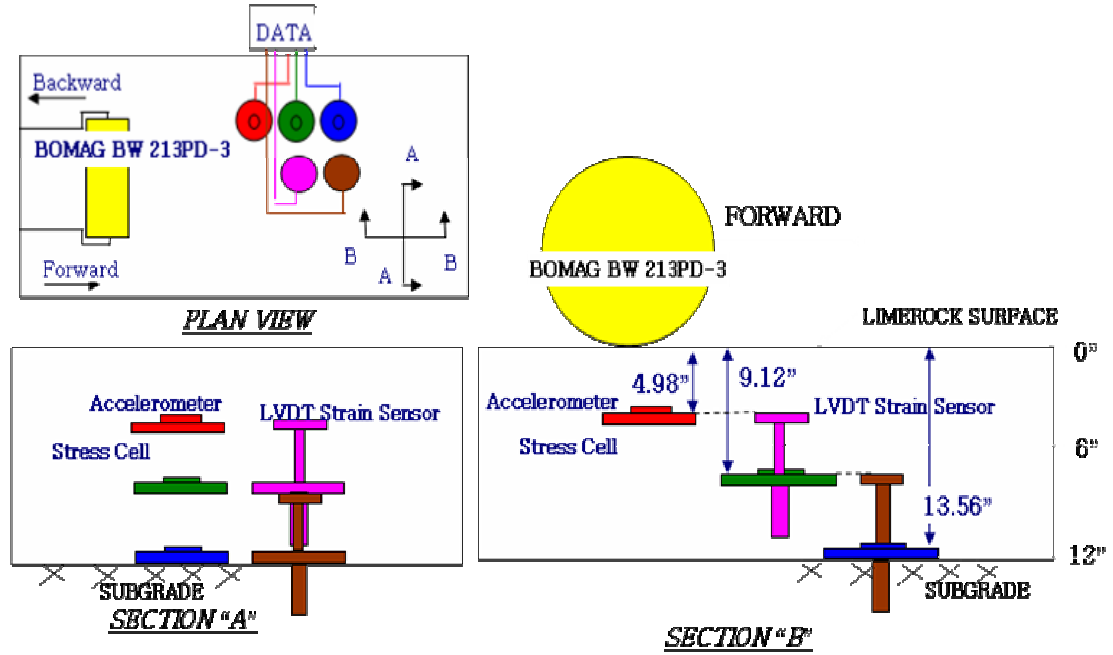 DATA
Backward
BOMAG BW 213PD-3
Forward
A
B
B
A
PLAN VIEW
FORWARD
BOMAG BW 213PD-3
LIMEROCK SURFACE
Accelerometer
LVDT Strain Sensor
Stress Cell
SUBGRADE
SECTION “A”
0”
4.98”
9.12”
Accelerometer
LVDT Strain Sensor
Stress Cell
6”
13.56”
12”
SUBGRADE
SECTION “B”